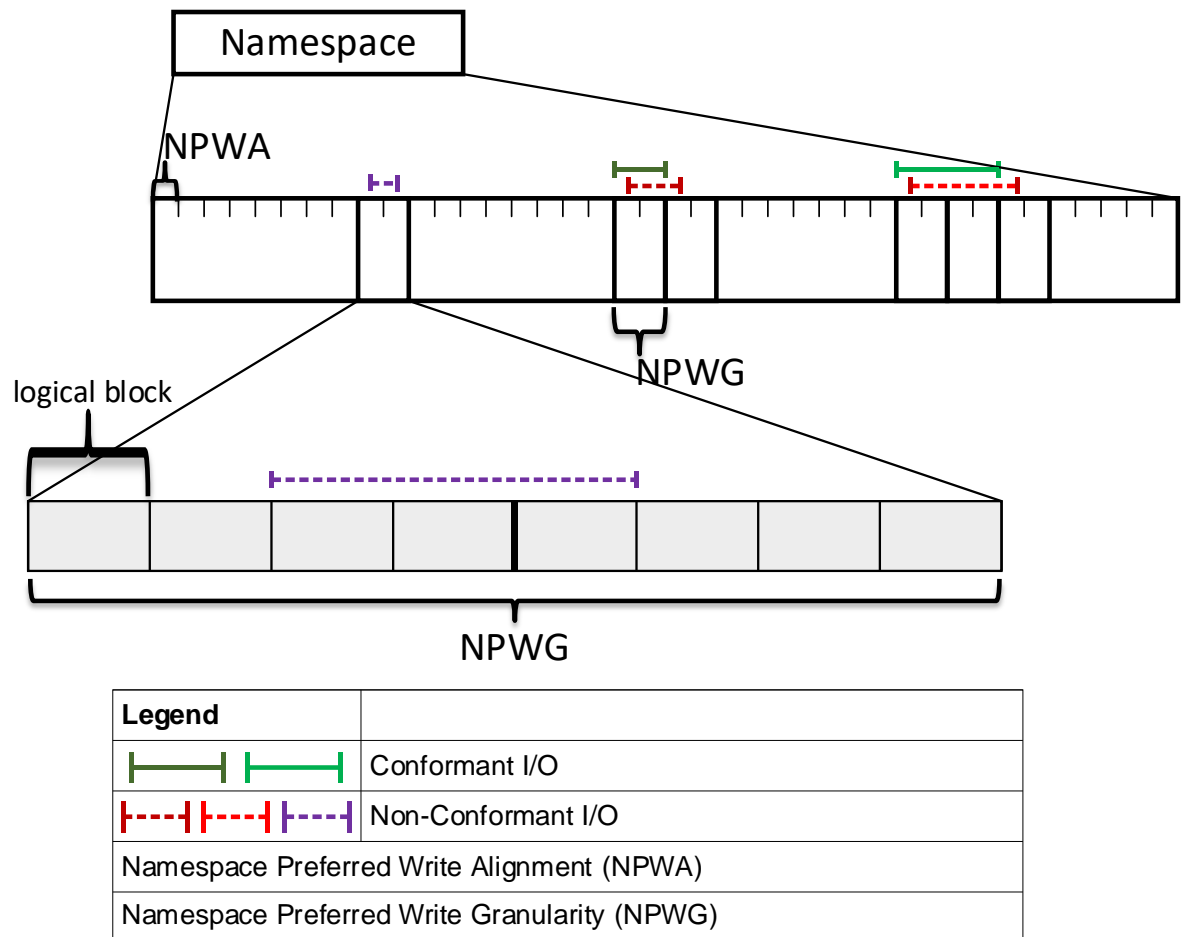 Namespace
NPWA
NPWG
logical block
NPWG
Legend
Conformant I/O
Non-Conformant I/O
Namespace Preferred Write Alignment (NPWA)
Namespace Preferred Write Granularity (NPWG)